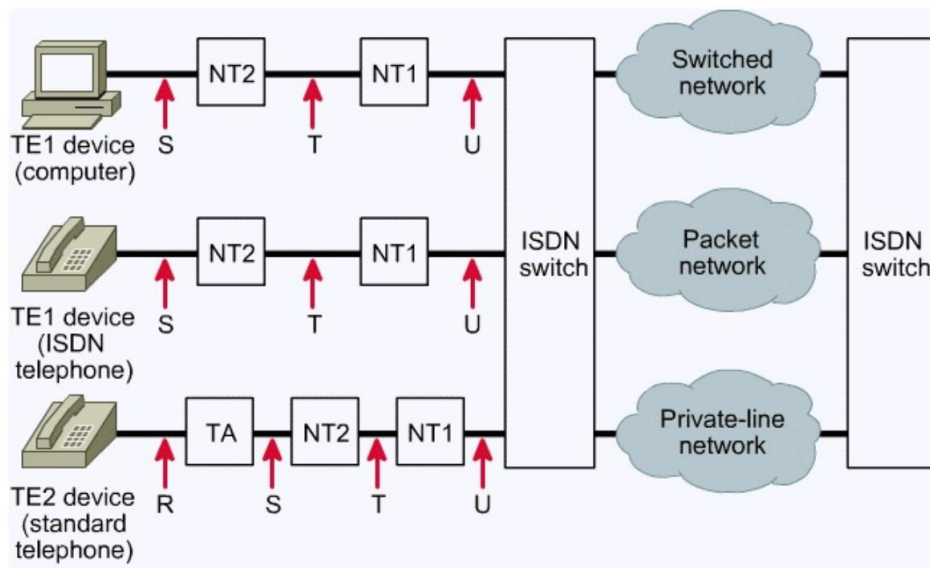 NT2
NT1
Switched
network
TE1 device
(computer)
S
T
U
ISDN
switch
ISDN
switch
NT2
NT1
Packet
network
TE1 device
(ISDN
telephone)
S
T
U
TA
NT2
NT1
Private-line
network
TE2 device
(standard
telephone)
R
S
T
U